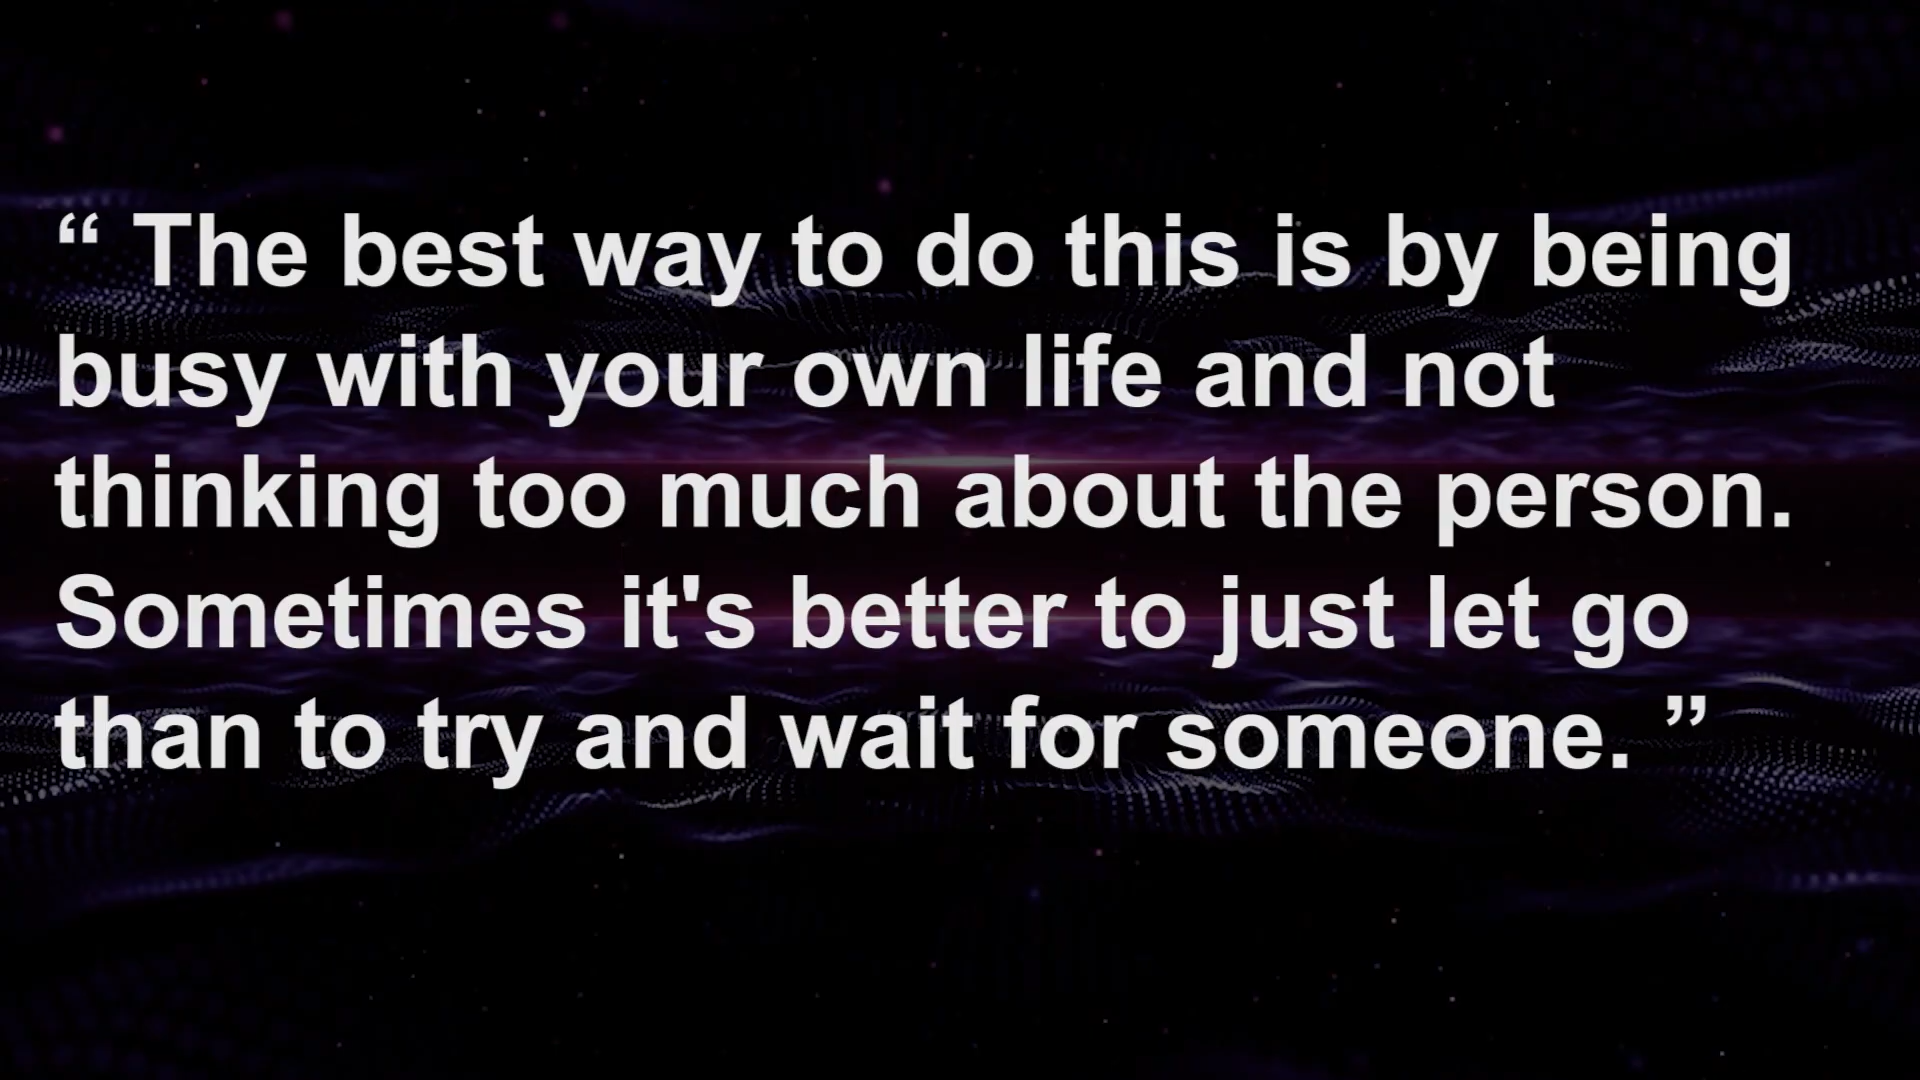 “ The best way to do this is by being
busy with your own life and not
thinking too much about the person.
Sometimes it's better to just let go
than to try and wait for someone. ”